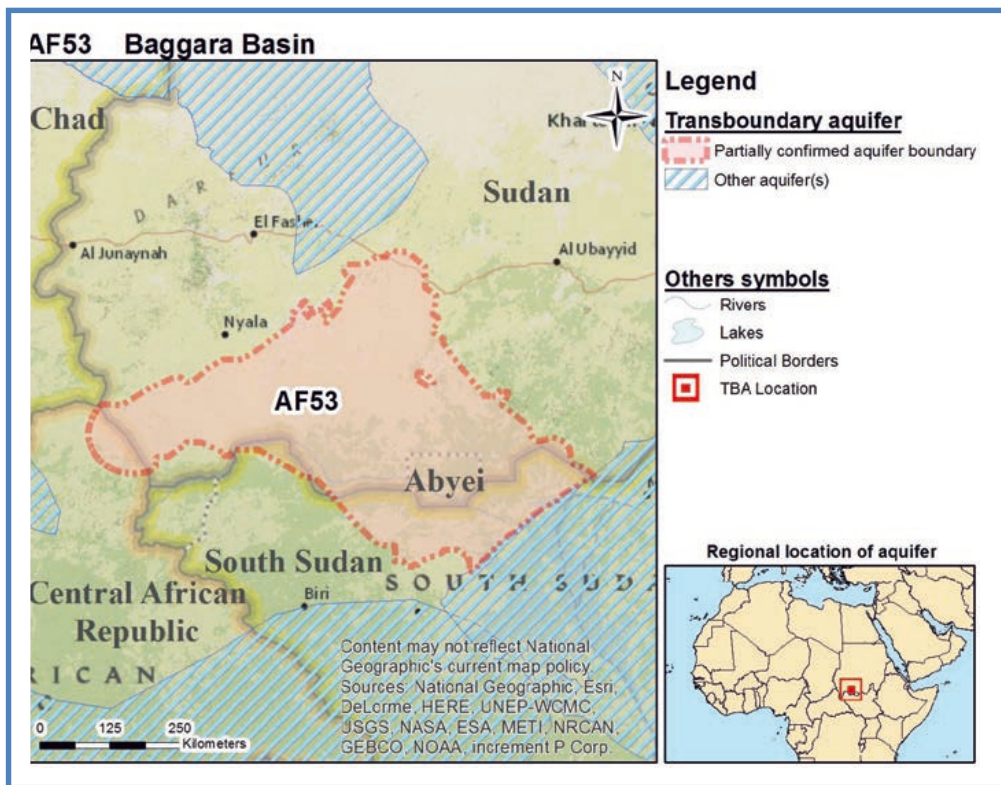 AF53 Baggara Basin
Chad
N
Khar
Sudan
D A R F U R
El Fasher
Al Junaynah
Al Ubayyid
Nyala
AF53
Abyei
South Sudan
SOUTH SUDA
Central African
Republic
Biri
RICAN
Content may not reflect National
Geographic's current map policy.
Sources: National Geographic, Esri,
DeLorme, HERE, UNEP-WCMC,
USGS, NASA, ESA, METI, NRCAN,
GEBCO, NOAA, increment P Corp.
0 125 250
Kilometers
Legend
Transboundary aquifer
Partially confirmed aquifer boundary
Other aquifer(s)
Others symbols
Rivers
Lakes
Political Borders
TBA Location
Regional location of aquifer